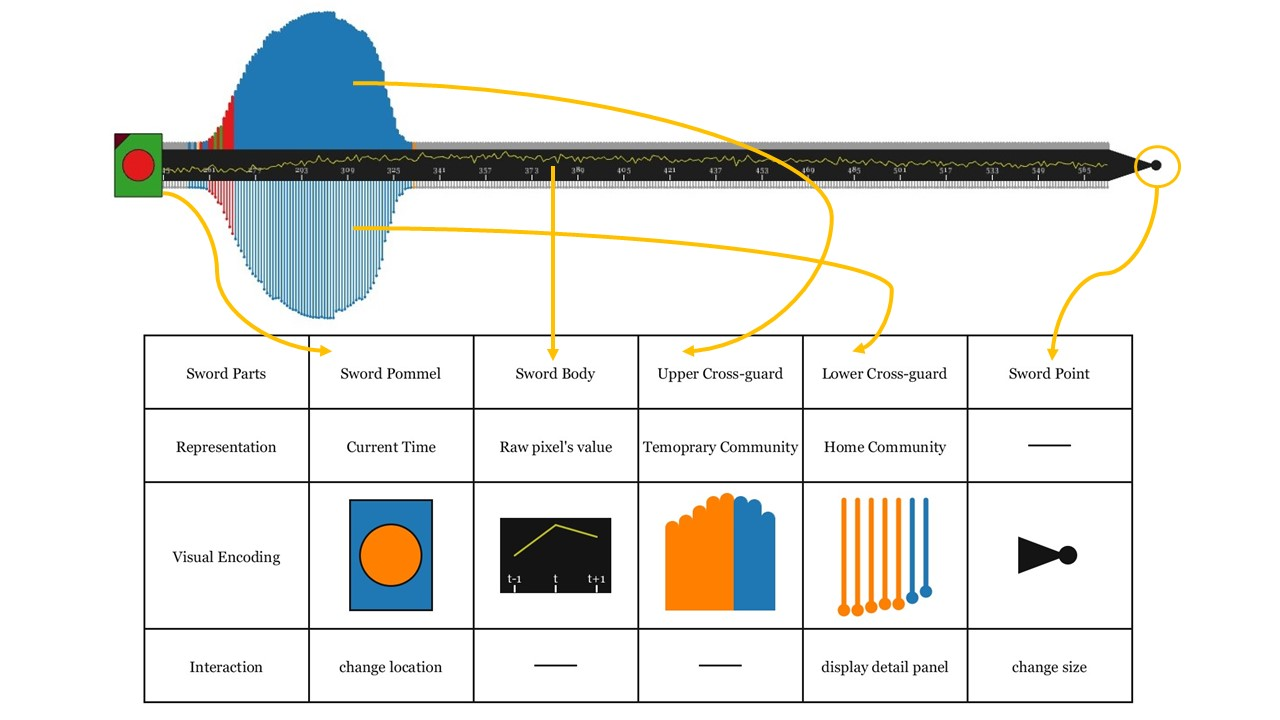 261 277 293 309 325 341 357 373 389 405 421 437 453 469 485 501 517 533 549 565
Sword Parts Sword Pommel Sword Body Upper Cross-guard Lower Cross-guard Sword Point
Representation Current Time Raw pixel's value Temoprary Community Home Community
Visual Encoding
t-1 t t+1
Interaction change location display detail panel change size